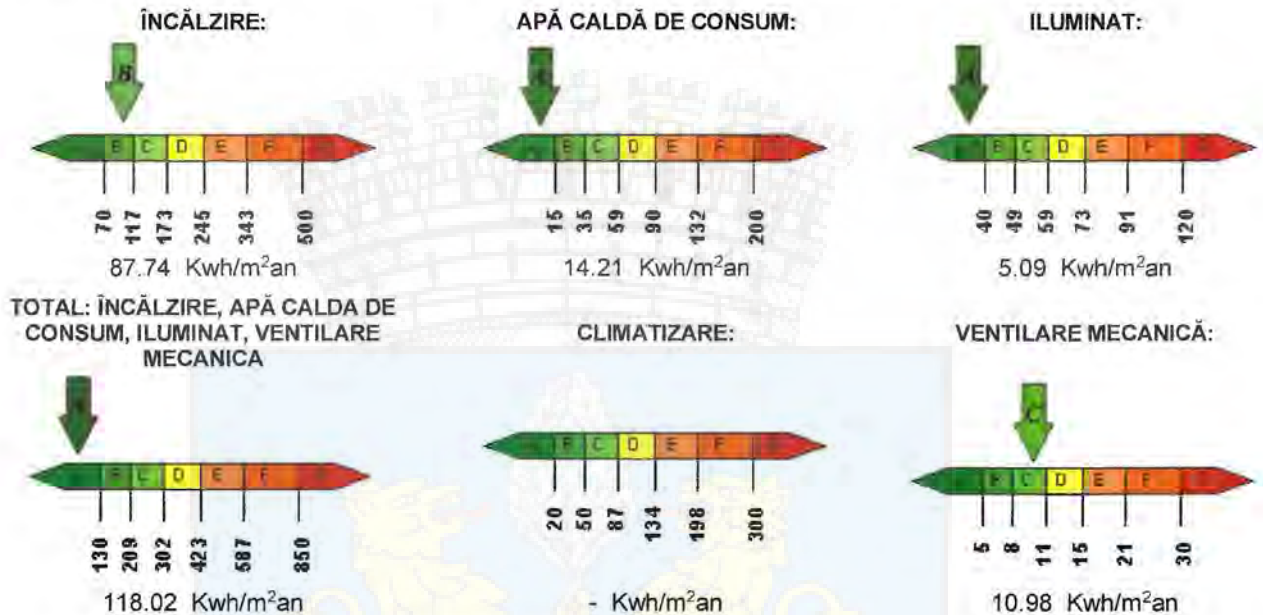 ÎNCĂLZIRE:
B
B C D E F
70 117 173 245 343 500
87.74 Kwh/m²an
APĂ CALDĂ DE CONSUM:
B C D E F
15 35 59 90 132 200
14.21 Kwh/m²an
ILUMINAT:
A
B C D E F
40 49 59 73 91 120
5.09 Kwh/m²an
TOTAL: ÎNCĂLZIRE, APĂ CALDA DE
CONSUM, ILUMINAT, VENTILARE
MECANICA
B C D E F
130 209 302 423 587 850
118.02 Kwh/m²an
CLIMATIZARE:
B C D E F
20 50 87 134 198 300
- Kwh/m²an
VENTILARE MECANICĂ:
C
B C D E F
5 8 11 15 21 30
10.98 Kwh/m²an